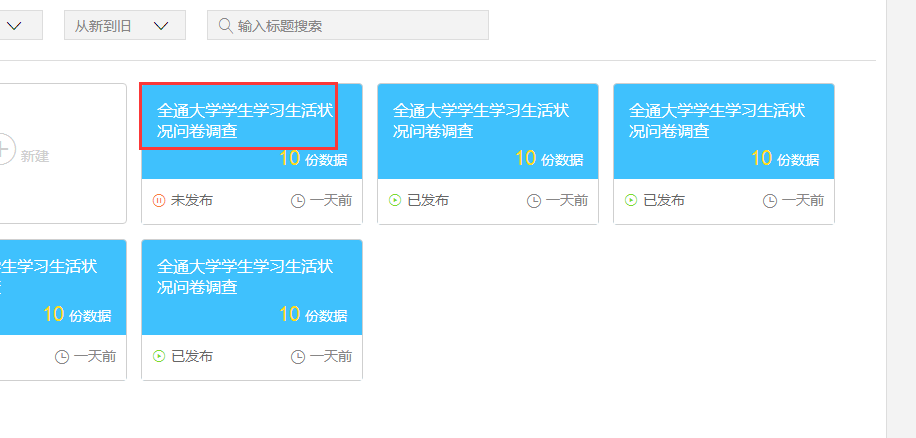 从新到旧
输入标题搜索
新建
全通大学学生学习生活状
况问卷调查
10 份数据
未发布
一天前
全通大学学生学习生活状
况问卷调查
10 份数据
已发布
一天前
全通大学学生学习生活状
况问卷调查
10 份数据
已发布
一天前
生学习生活状
10 份数据
一天前
全通大学学生学习生活状
况问卷调查
10 份数据
已发布
一天前